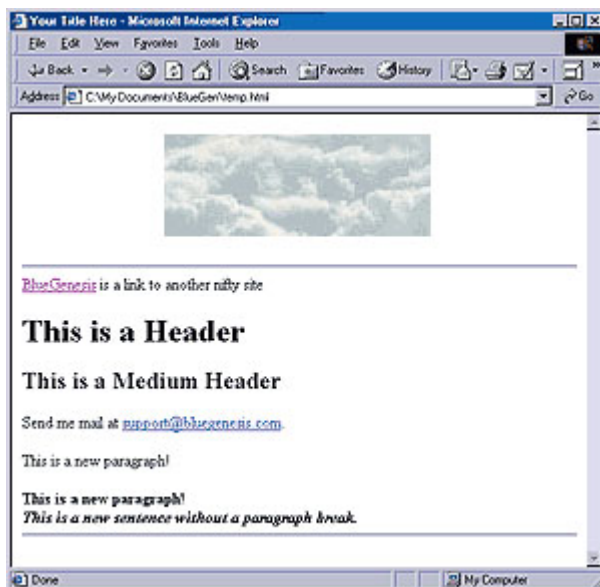 Your Title Here - Microsoft Internet Explorer
File Edit View Favorites Tools Help
Back Search Favorites History »
Address C:\My Documents\BlueGen\temp.html Go
BlueGenesis is a link to another nifty site
This is a Header
This is a Medium Header
Send me mail at support@bluegenesis.com.
This is a new paragraph!
This is a new paragraph!
This is a new sentence without a paragraph break.
Done My Computer